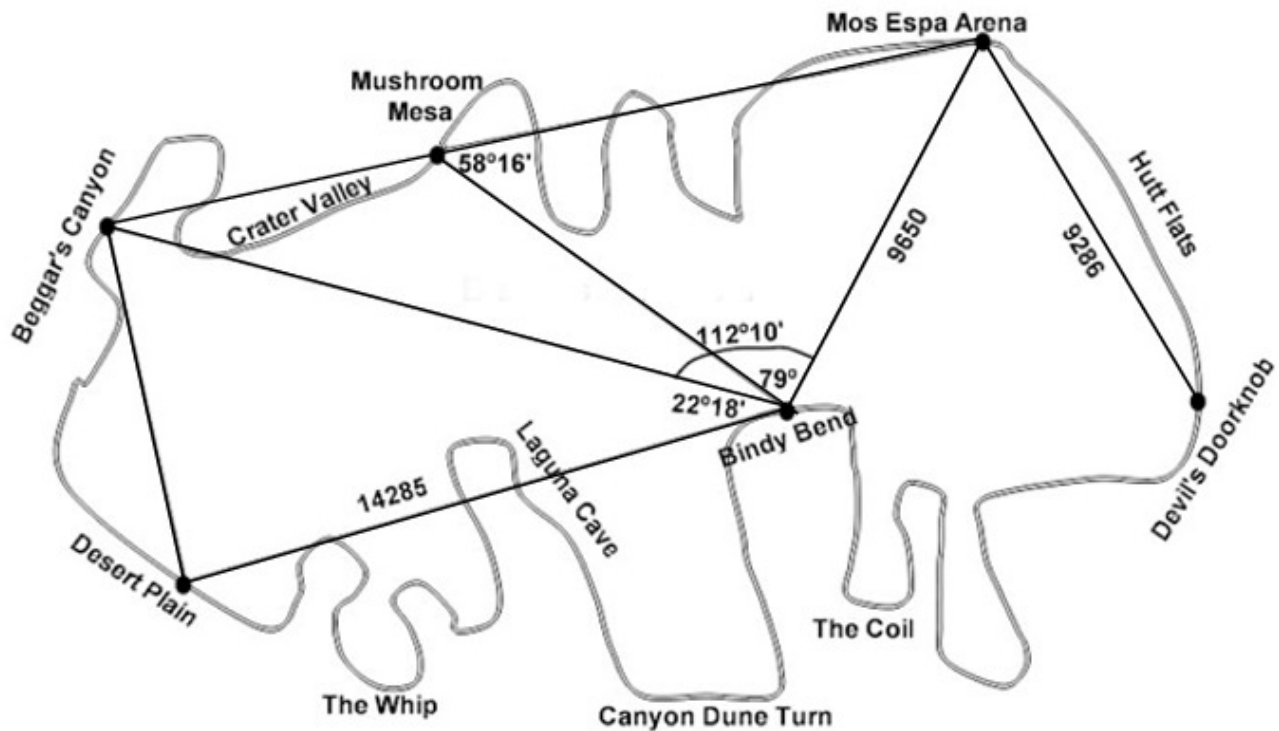 Mos Espa Arena
Mushroom
Mesa
58°16'
Beggar's Canyon
Crater Valley
Hutt Flats
9650
9286
112°10'
79°
22°18'
Bindy Bend
Laguna Cave
14285
Devil's Doorknob
Desert Plain
The Coil
The Whip
Canyon Dune Turn